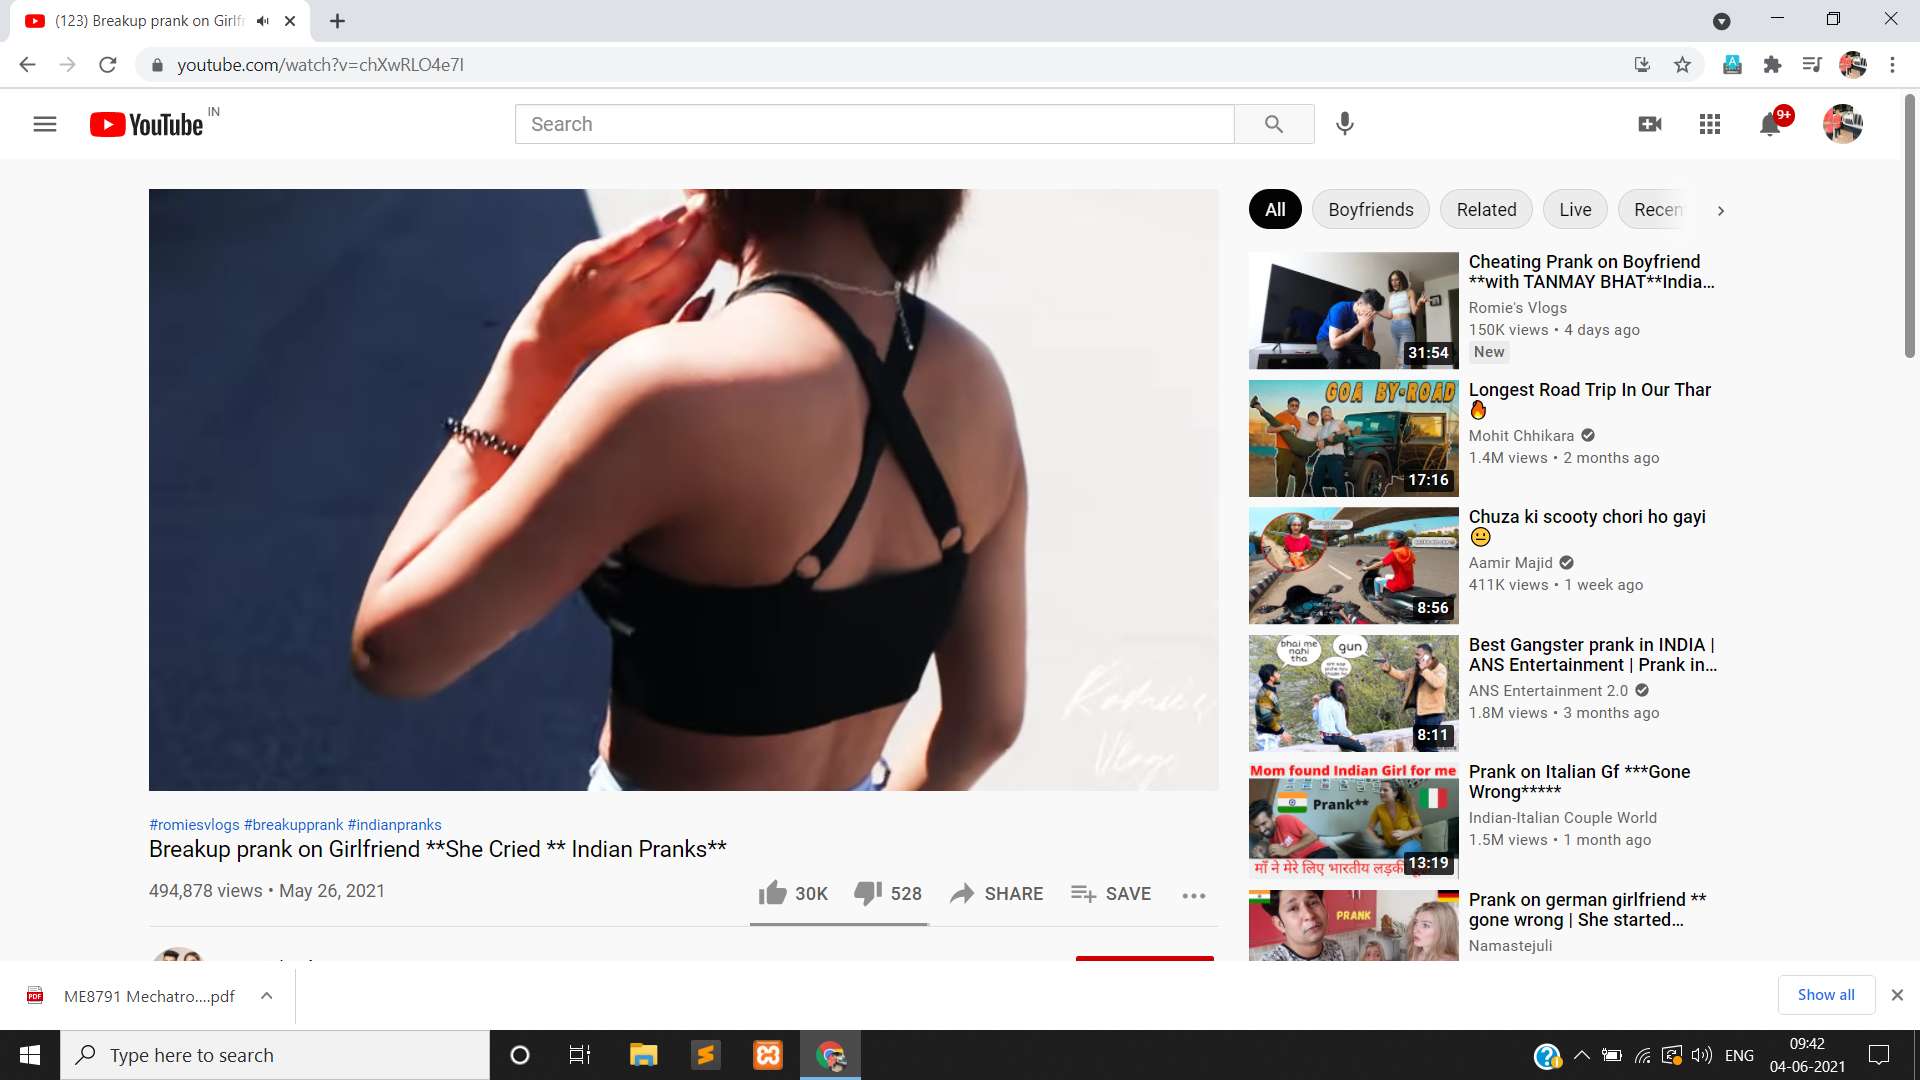 (123) Breakup prank on Girlf
youtube.com/watch?v=chXwRLO4e7I
YouTube IN
Search
9+
All
Boyfriends
Related
Live
Recen
Cheating Prank on Boyfriend
**with TANMAY BHAT**India...
Romie's Vlogs
150K views • 4 days ago
New
31:54
GOA BY-ROAD
17:16
Longest Road Trip In Our Thar
🔥
Mohit Chhikara
1.4M views • 2 months ago
8:56
Chuza ki scooty chori ho gayi
😐
Aamir Majid
411K views • 1 week ago
bhai me
nahi
tha
gun
8:11
Best Gangster prank in INDIA |
ANS Entertainment | Prank in...
ANS Entertainment 2.0
1.8M views • 3 months ago
Mom found Indian Girl for me
Prank**
माँ ने मेरे लिए भारतीय लड़की
13:19
Prank on Italian Gf ***Gone
Wrong*****
Indian-Italian Couple World
1.5M views • 1 month ago
PRANK
Prank on german girlfriend **
gone wrong | She started...
Namastejuli
Romie's
Vlogs
#romiesvlogs #breakupprank #indianpranks
Breakup prank on Girlfriend **She Cried ** Indian Pranks**
494,878 views • May 26, 2021
30K
528
SHARE
SAVE
PDF
ME8791 Mechatro....pdf
Show all
Type here to search
ENG
09:42
04-06-2021